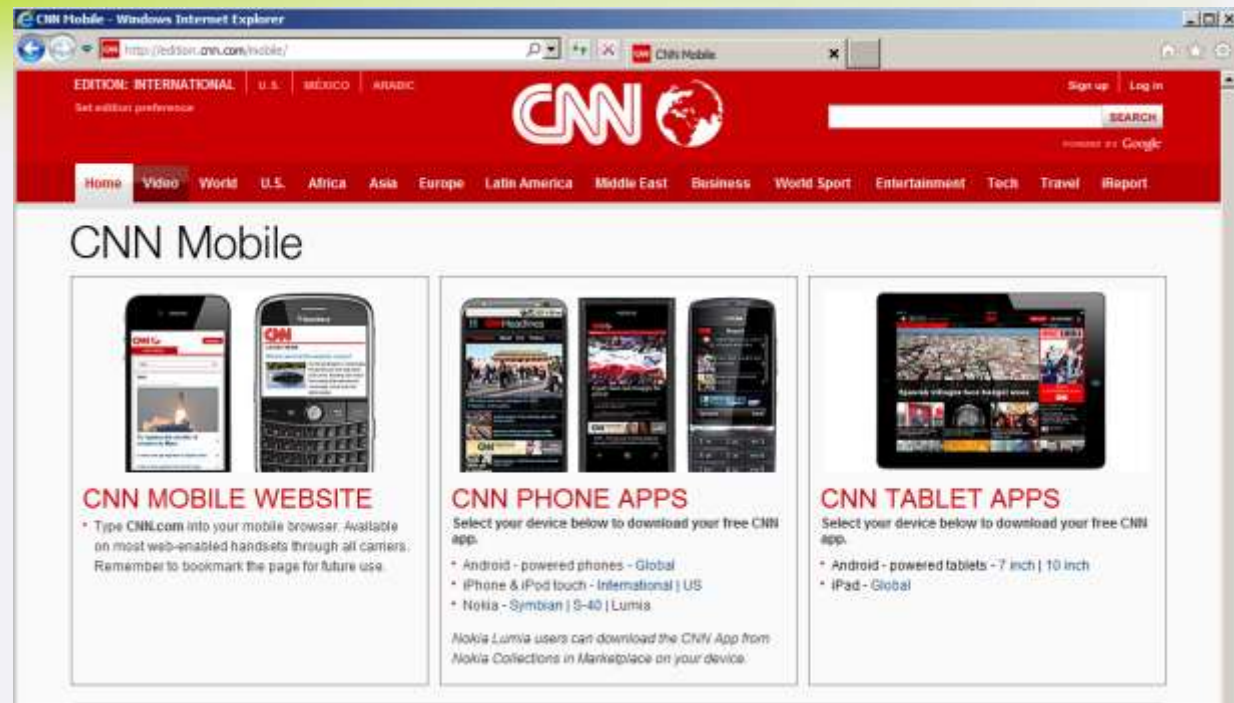 CNN Mobile - Windows Internet Explorer
http://edition.cnn.com/mobile/
CNN Mobile
EDITION: INTERNATIONAL U.S. MÉXICO ARABIC
Set edition preference
CNN
Sign up Log in
SEARCH
POWERED BY Google
Home Video World U.S. Africa Asia Europe Latin America Middle East Business World Sport Entertainment Tech Travel iReport
CNN Mobile
CNN
Headlines
CNN
CNN MOBILE WEBSITE
• Type CNN.com into your mobile browser. Available
on most web-enabled handsets through all carriers.
Remember to bookmark the page for future use.
CNN PHONE APPS
Select your device below to download your free CNN
app.
• Android - powered phones - Global
• iPhone & iPod touch - International | US
• Nokia - Symbian | S-40 | Lumia
Nokia Lumia users can download the CNN App from
Nokia Collections in Marketplace on your device.
CNN TABLET APPS
Select your device below to download your free CNN
app.
• Android - powered tablets - 7 inch | 10 inch
• iPad - Global